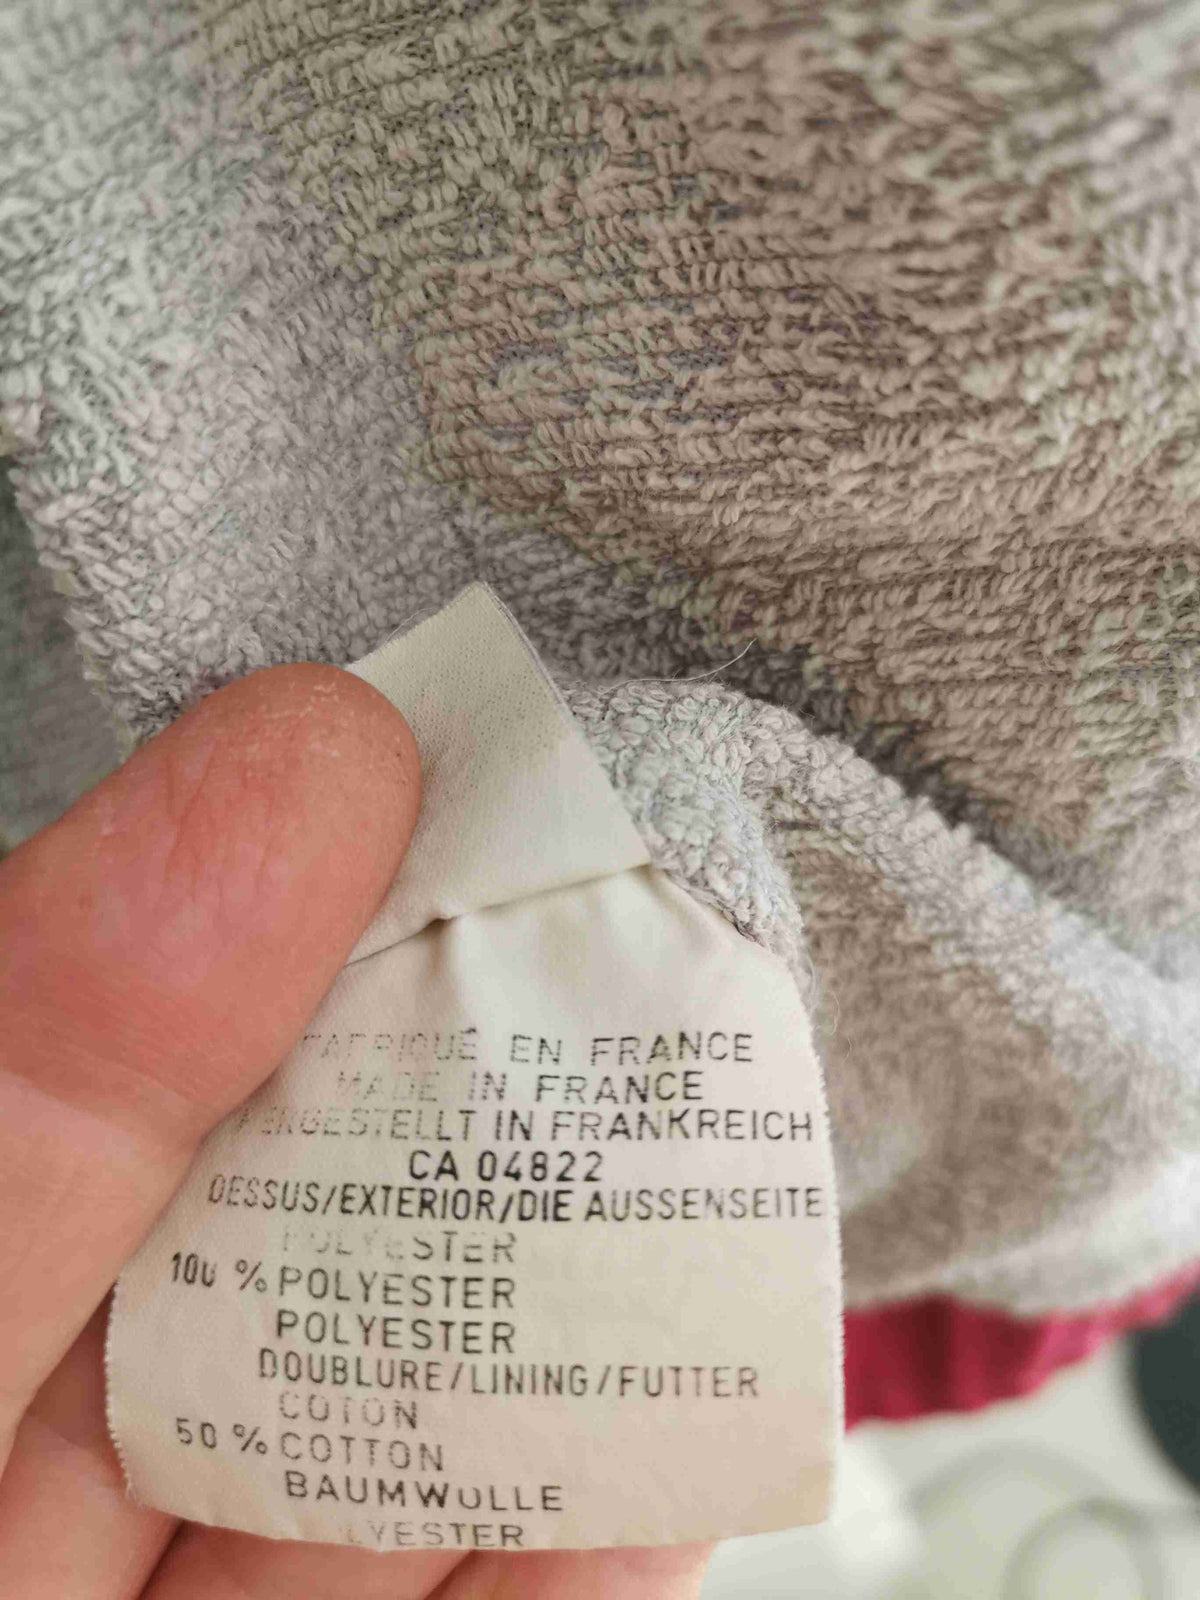 FABRIQUÉ EN FRANCE
MADE IN FRANCE
HERGESTELLT IN FRANKREICH
CA 04822
DESSUS/EXTERIOR/DIE AUSSENSEITE
POLYESTER
100 % POLYESTER
POLYESTER
DOUBLURE/LINING/FUTTER
COTON
50 % COTTON
BAUMWOLLE
LYESTER